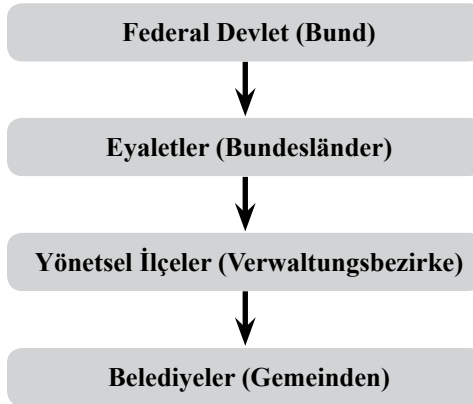 Federal Devlet (Bund)
Eyaletler (Bundesländer)
Yönetsel İlçeler (Verwaltungsbezirke)
Belediyeler (Gemeinden)